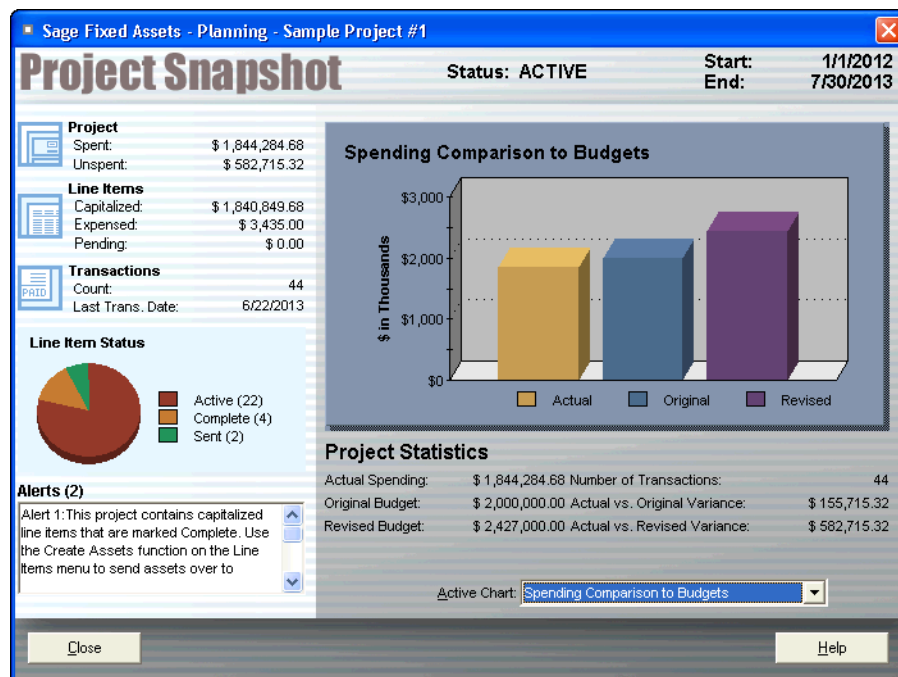 Sage Fixed Assets - Planning - Sample Project #1
Project Snapshot
Status: ACTIVE
Start: 1/1/2012
End: 7/30/2013
Project
Spent: $ 1,844,284.68
Unspent: $ 582,715.32
Line Items
Capitalized: $ 1,840,849.68
Expensed: $ 3,435.00
Pending: $ 0.00
PAID
Transactions
Count: 44
Last Trans. Date: 6/22/2013
Line Item Status
Active (22)
Complete (4)
Sent (2)
Alerts (2)
Alert 1:This project contains capitalized
line items that are marked Complete. Use
the Create Assets function on the Line
Items menu to send assets over to
Spending Comparison to Budgets
$ in Thousands
$3,000
$2,000
$1,000
$0
Actual Original Revised
Project Statistics
Actual Spending: $ 1,844,284.68 Number of Transactions: 44
Original Budget: $ 2,000,000.00 Actual vs. Original Variance: $ 155,715.32
Revised Budget: $ 2,427,000.00 Actual vs. Revised Variance: $ 582,715.32
Active Chart: Spending Comparison to Budgets
Close
Help